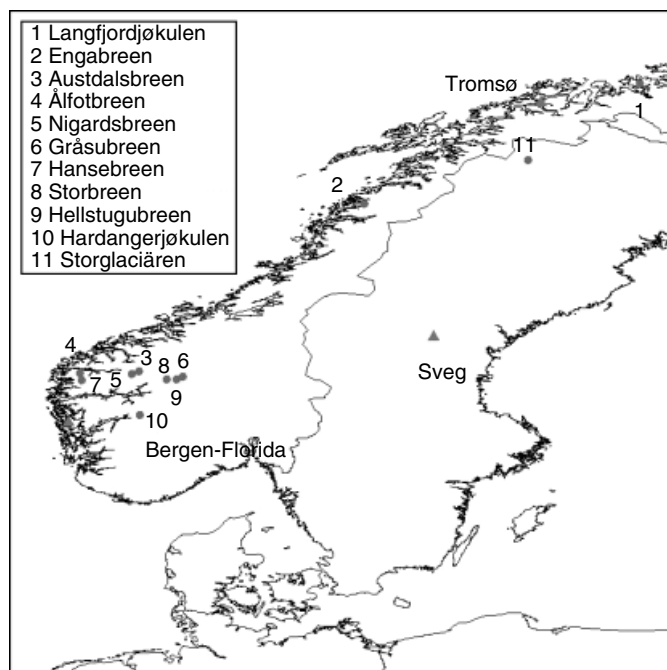 1 Langfjordjøkulen
2 Engabreen
3 Austdalsbreen
4 Ålfotbreen
5 Nigardsbreen
6 Gråsubreen
7 Hansebreen
8 Storbreen
9 Hellstugubreen
10 Hardangerjøkulen
11 Storglaciären
Tromsø
1
11
2
4
3
8
6
7
5
9
10
Sveg
Bergen-Florida